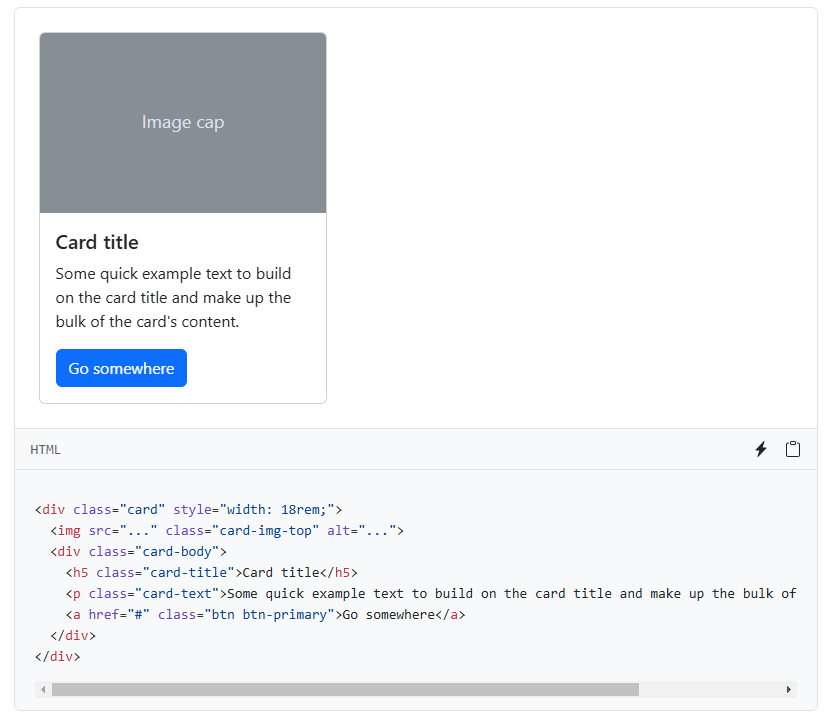 Image cap
Card title
Some quick example text to build
on the card title and make up the
bulk of the card's content.
Go somewhere
HTML
<div class="card" style="width: 18rem;">
  <img src="..." class="card-img-top" alt="...">
  <div class="card-body">
    <h5 class="card-title">Card title</h5>
    <p class="card-text">Some quick example text to build on the card title and make up the bulk of
    <a href="#" class="btn btn-primary">Go somewhere</a>
  </div>
</div>